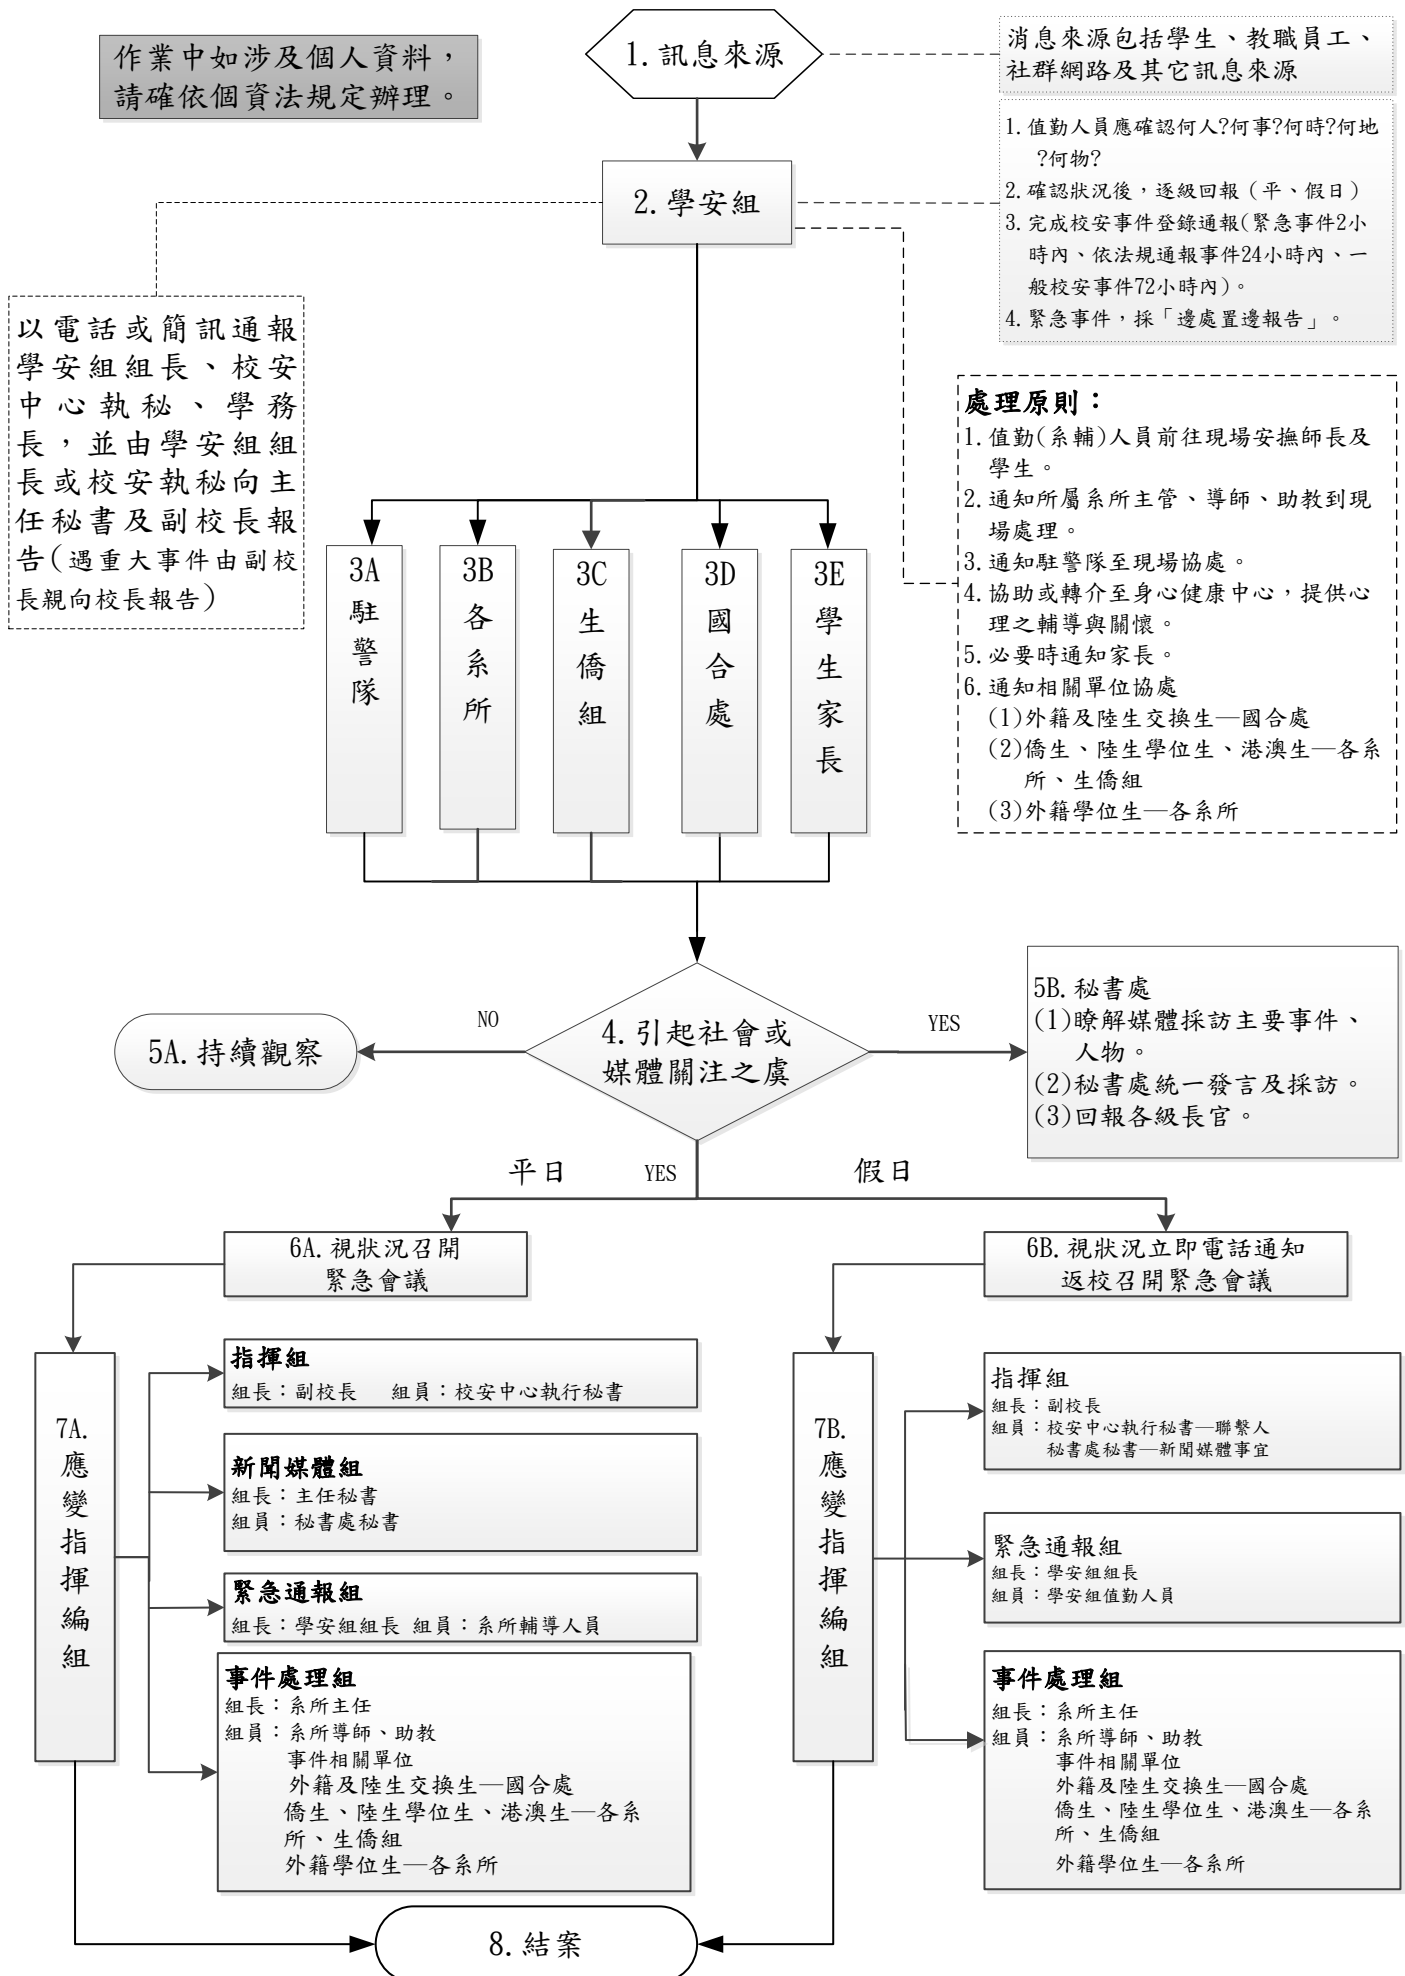 作業中如涉及個人資料，
請確依個資法規定辦理。
1.訊息來源
消息來源包括學生、教職員工、
社群網路及其它訊息來源
1.值勤人員應確認何人?何事?何時?何地
?何物?
2.確認狀況後，逐級回報（平、假日）
3.完成校安事件登錄通報(緊急事件2小
時內、依法規通報事件24小時內、一
般校安事件72小時內)。
4.緊急事件，採「邊處置邊報告」。
2.學安組
以電話或簡訊通報
學安組組長、校安
中心執秘、學務
長，並由學安組組
長或校安執秘向主
任秘書及副校長報
告(遇重大事件由副校
長親向校長報告)
處理原則：
1.值勤(系輔)人員前往現場安撫師長及
學生。
2.通知所屬系所主管、導師、助教到現
場處理。
3.通知駐警隊至現場協處。
4.協助或轉介至身心健康中心，提供心
理之輔導與關懷。
5.必要時通知家長。
6.通知相關單位協處
(1)外籍及陸生交換生—國合處
(2)僑生、陸生學位生、港澳生—各系
所、生僑組
(3)外籍學位生—各系所
3A
駐
警
隊
3B
各
系
所
3C
生
僑
組
3D
國
合
處
3E
學
生
家
長
4.引起社會或
媒體關注之虞
NO
YES
5A.持續觀察
5B.秘書處
(1)瞭解媒體採訪主要事件、
人物。
(2)秘書處統一發言及採訪。
(3)回報各級長官。
平日 YES 假日
6A.視狀況召開
緊急會議
6B.視狀況立即電話通知
返校召開緊急會議
7A.
應
變
指
揮
編
組
指揮組
組長：副校長 組員：校安中心執行秘書
新聞媒體組
組長：主任秘書
組員：秘書處秘書
緊急通報組
組長：學安組組長 組員：系所輔導人員
事件處理組
組長：系所主任
組員：系所導師、助教
事件相關單位
外籍及陸生交換生—國合處
僑生、陸生學位生、港澳生—各系
所、生僑組
外籍學位生—各系所
7B.
應
變
指
揮
編
組
指揮組
組長：副校長
組員：校安中心執行秘書—聯繫人
秘書處秘書—新聞媒體事宜
緊急通報組
組長：學安組組長
組員：學安組值勤人員
事件處理組
組長：系所主任
組員：系所導師、助教
事件相關單位
外籍及陸生交換生—國合處
僑生、陸生學位生、港澳生—各系
所、生僑組
外籍學位生—各系所
8.結案